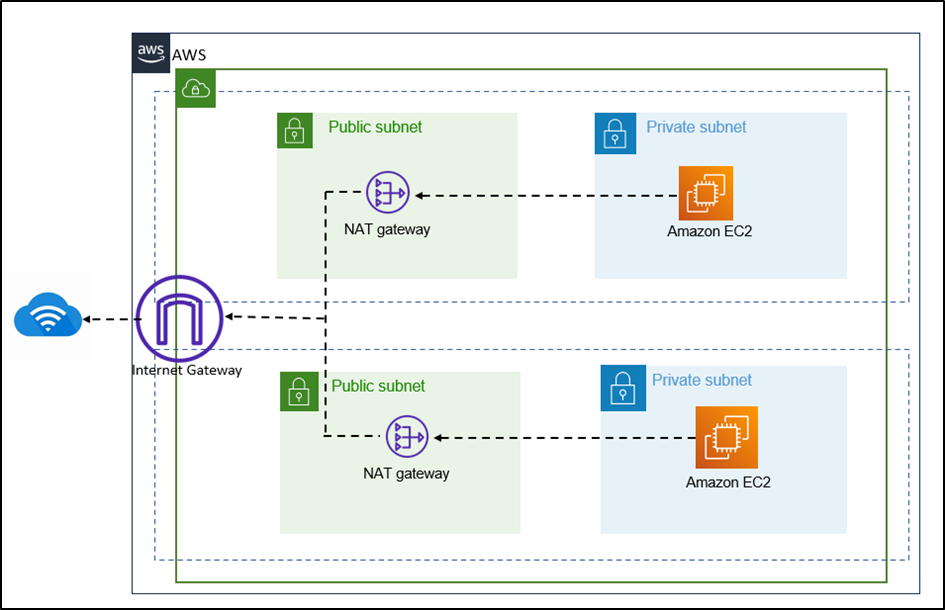 aws
AWS
Public subnet
Private subnet
NAT gateway
Amazon EC2
Internet Gateway
Public subnet
Private subnet
NAT gateway
Amazon EC2